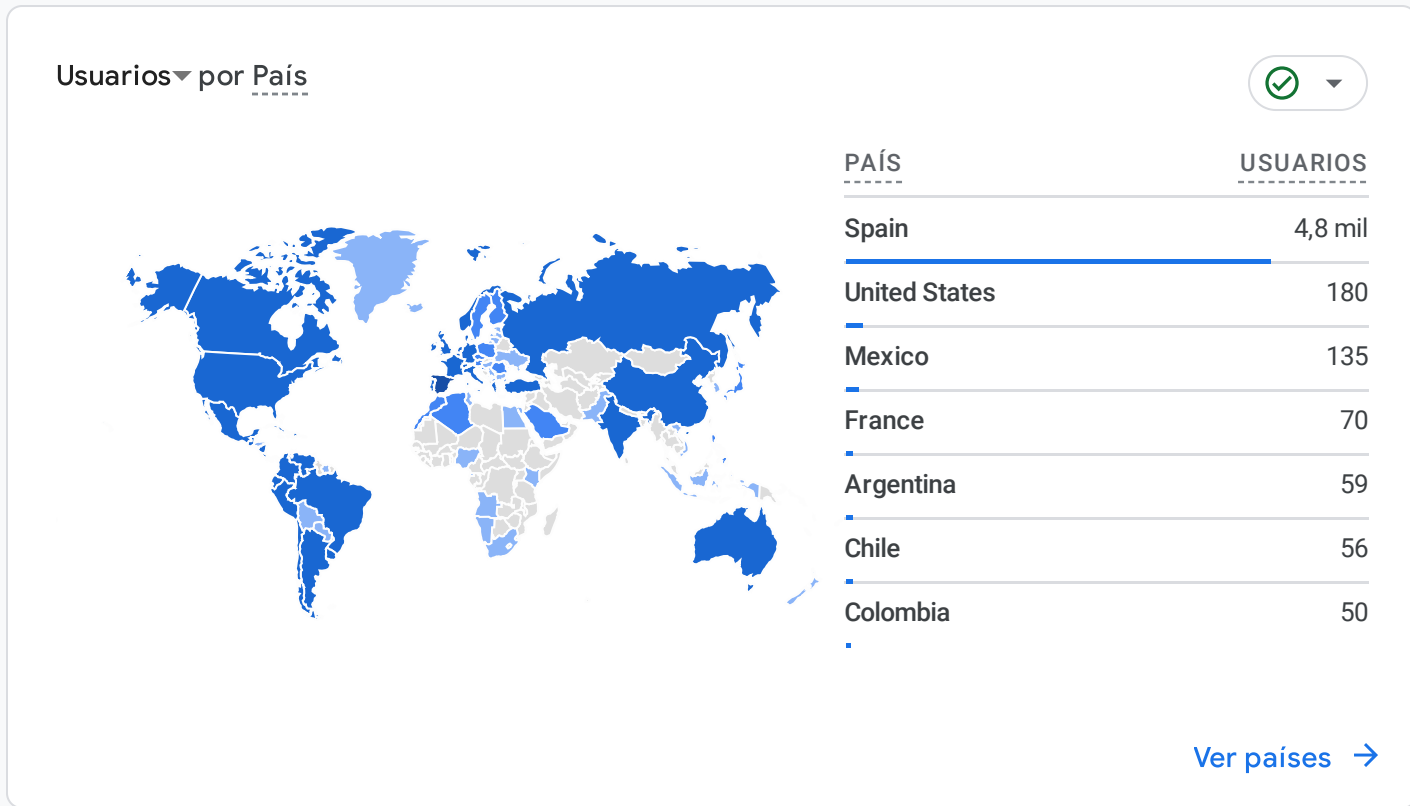 Usuarios por País
PAÍS USUARIOS
Spain 4,8 mil
United States 180
Mexico 135
France 70
Argentina 59
Chile 56
Colombia 50
Ver países